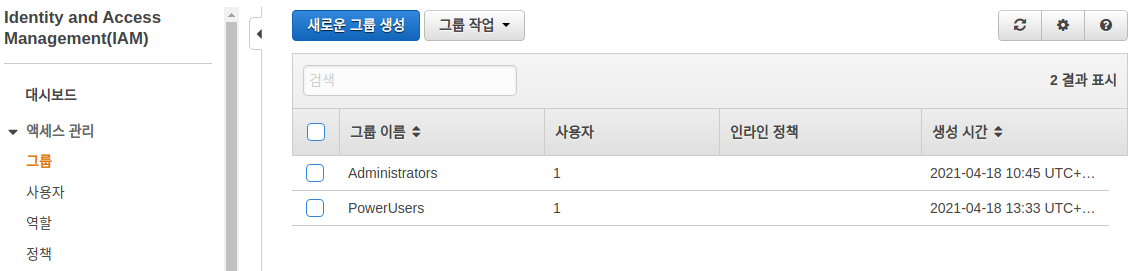 Identity and Access
Management(IAM)
대시보드
액세스 관리
그룹
사용자
역할
정책
새로운 그룹 생성
그룹 작업
검색
2 결과 표시
그룹 이름 사용자 인라인 정책 생성 시간
Administrators 1 2021-04-18 10:45 UTC+...
PowerUsers 1 2021-04-18 13:33 UTC+...